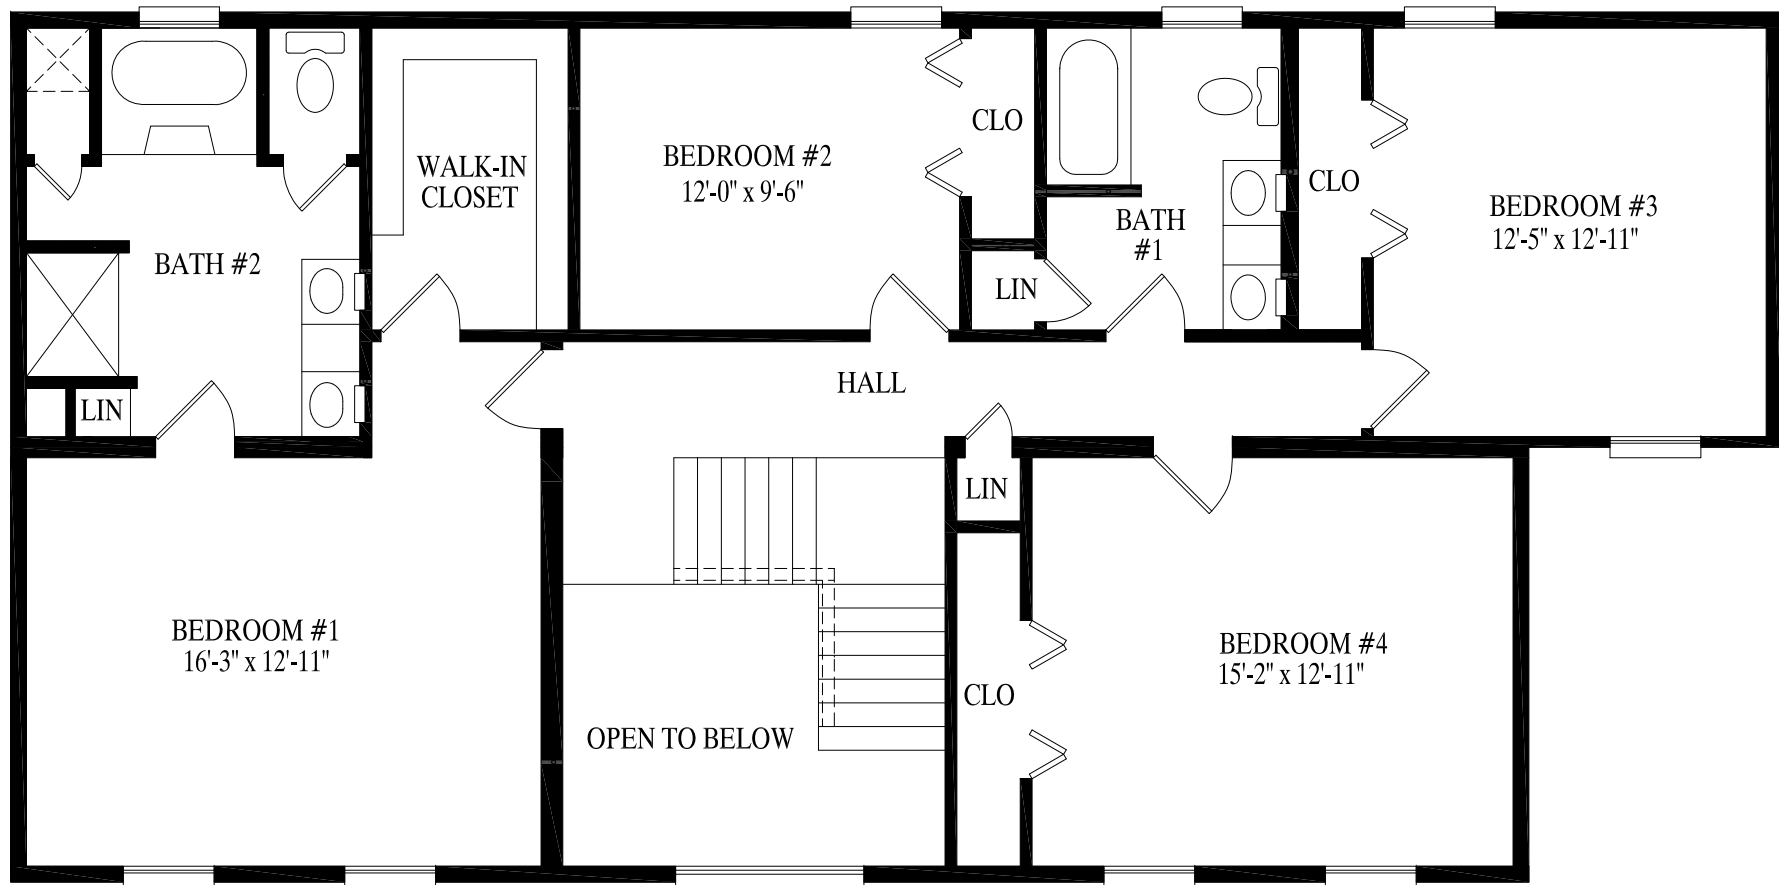 WALK-IN
CLOSET
BEDROOM #2
12'-0" x 9'-6"
CLO
BATH
#1
CLO
BEDROOM #3
12'-5" x 12'-11"
BATH #2
LIN
HALL
LIN
LIN
BEDROOM #1
16'-3" x 12'-11"
OPEN TO BELOW
CLO
BEDROOM #4
15'-2" x 12'-11"